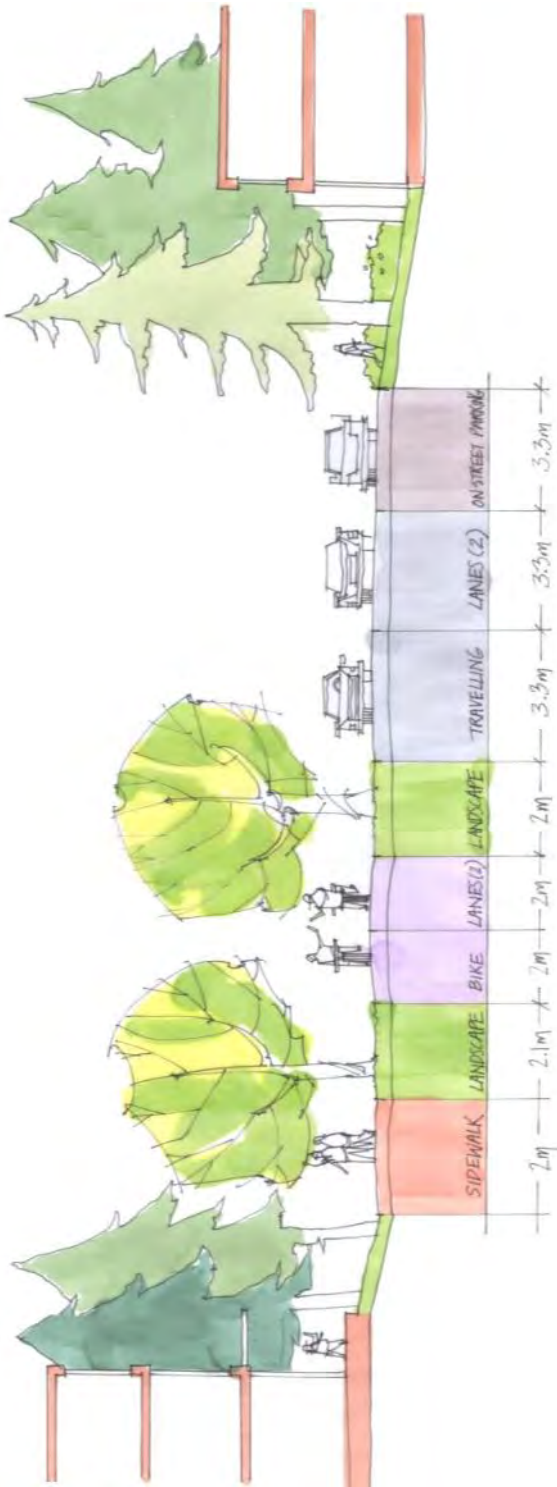 SIDEWALK LANDSCAPE BIKE LANES(2) LANDSCAPE TRAVELLING LANES (2) ONSTREET PARKING
2m 2.1m 2m 2m 2m 3.3m 3.3m 3.3m